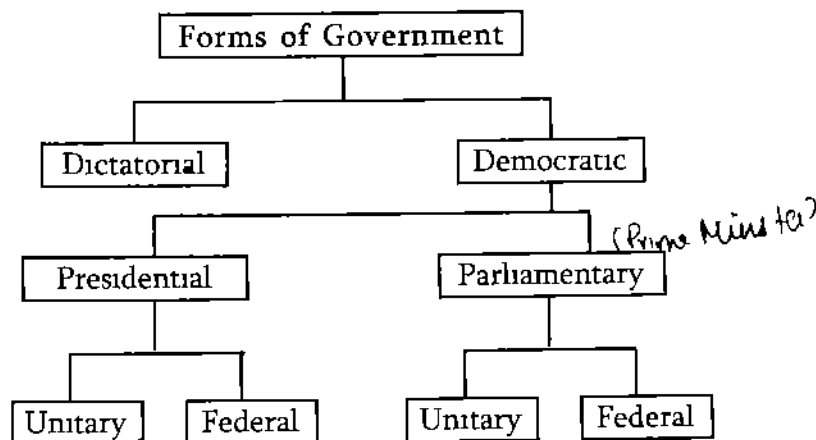 Forms of Government
Dictatorial
Democratic
(Prime Minister)
Presidential
Parliamentary
Unitary
Federal
Unitary
Federal